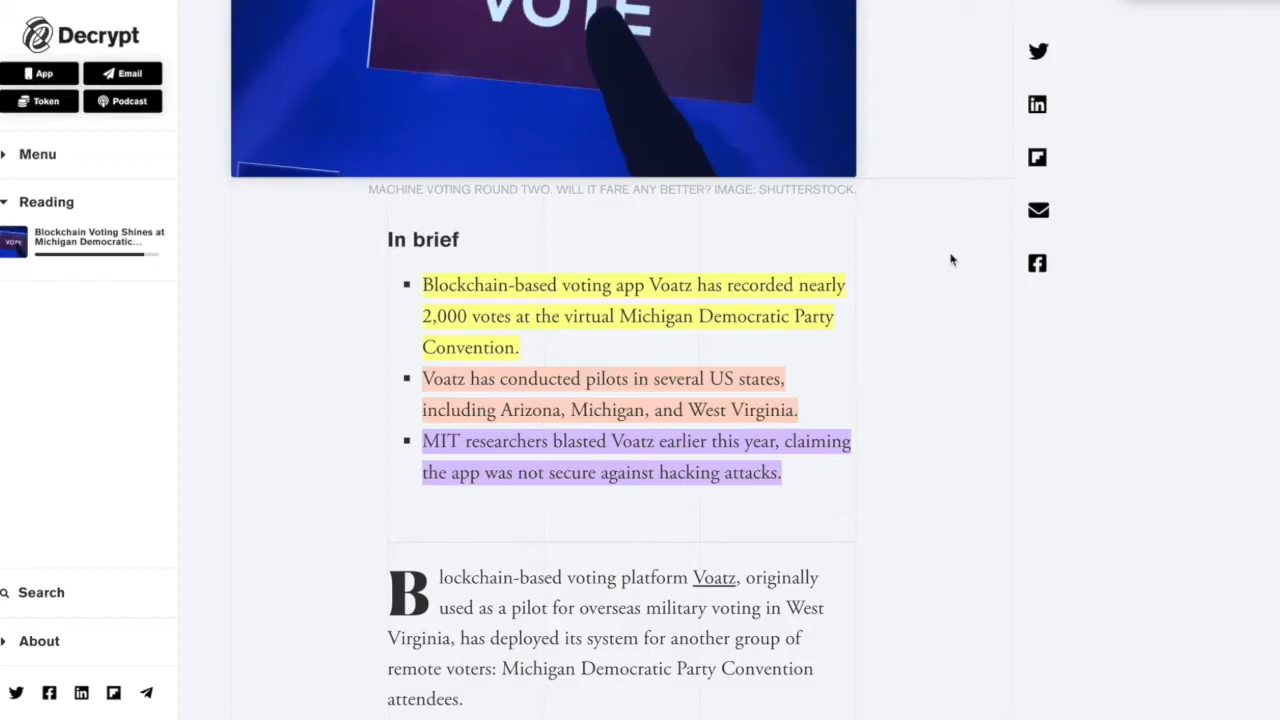 VOTE
Decrypt
App
Email
Token
Podcast
Menu
Reading
VOTE
Blockchain Voting Shines at
Michigan Democratic...
Search
About
MACHINE VOTING ROUND TWO. WILL IT FARE ANY BETTER? IMAGE: SHUTTERSTOCK.
In brief
Blockchain-based voting app Voatz has recorded nearly
2,000 votes at the virtual Michigan Democratic Party
Convention.
Voatz has conducted pilots in several US states,
including Arizona, Michigan, and West Virginia.
MIT researchers blasted Voatz earlier this year, claiming
the app was not secure against hacking attacks.
Blockchain-based voting platform Voatz, originally
used as a pilot for overseas military voting in West
Virginia, has deployed its system for another group of
remote voters: Michigan Democratic Party Convention
attendees.